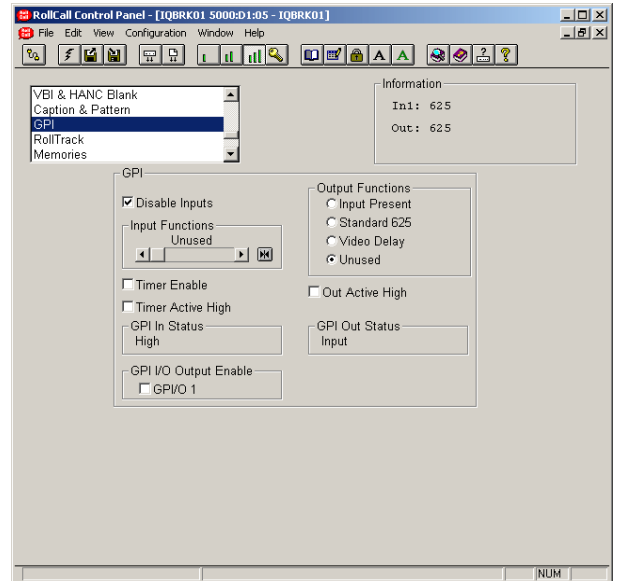 RollCall Control Panel - [IQBRK01 5000:D1:05 - IQBRK01]
File Edit View Configuration Window Help
A A
VBI & HANC Blank
Caption & Pattern
GPI
RollTrack
Memories
Information
In1: 625
Out: 625
GPI
Disable Inputs
Input Functions
Unused
Timer Enable
Timer Active High
GPI In Status
High
GPI I/O Output Enable
GPI/O 1
Output Functions
Input Present
Standard 625
Video Delay
Unused
Out Active High
GPI Out Status
Input
NUM